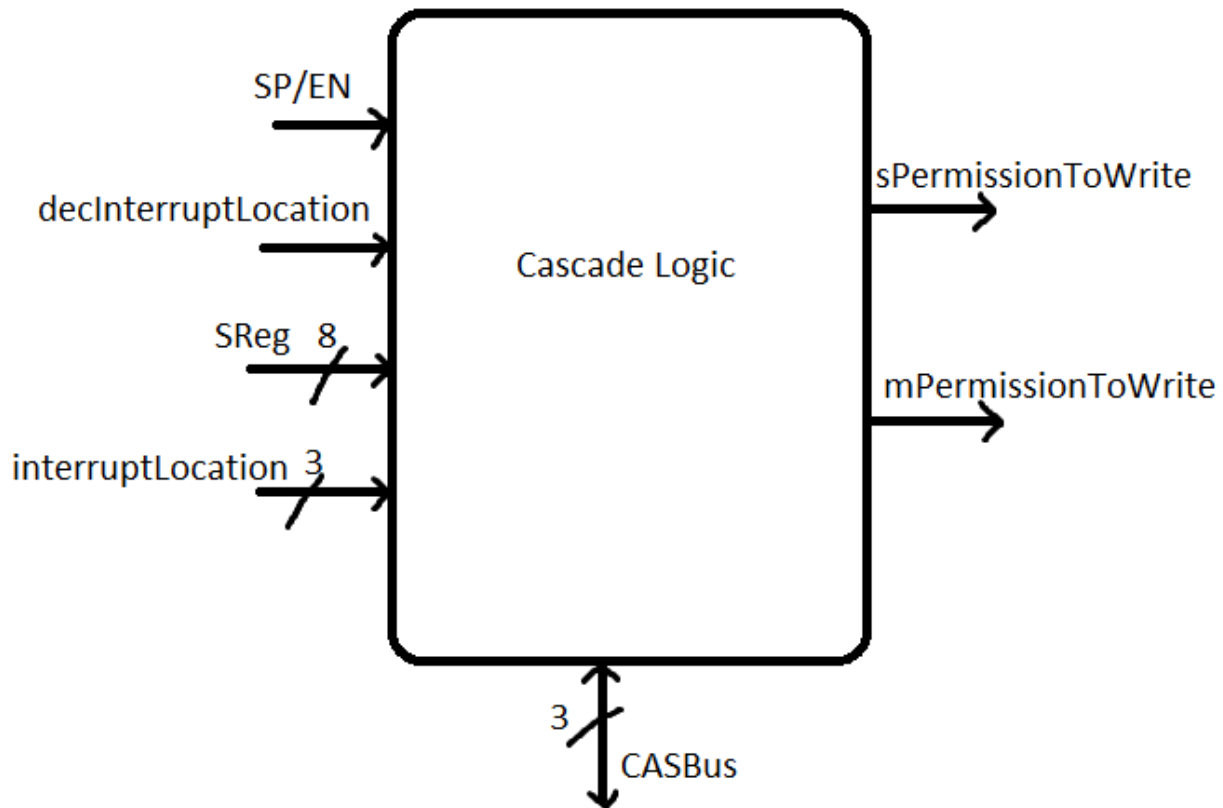 SP/EN
decInterruptLocation
SReg 8
interruptLocation 3
Cascade Logic
sPermissionToWrite
mPermissionToWrite
3
CASBus